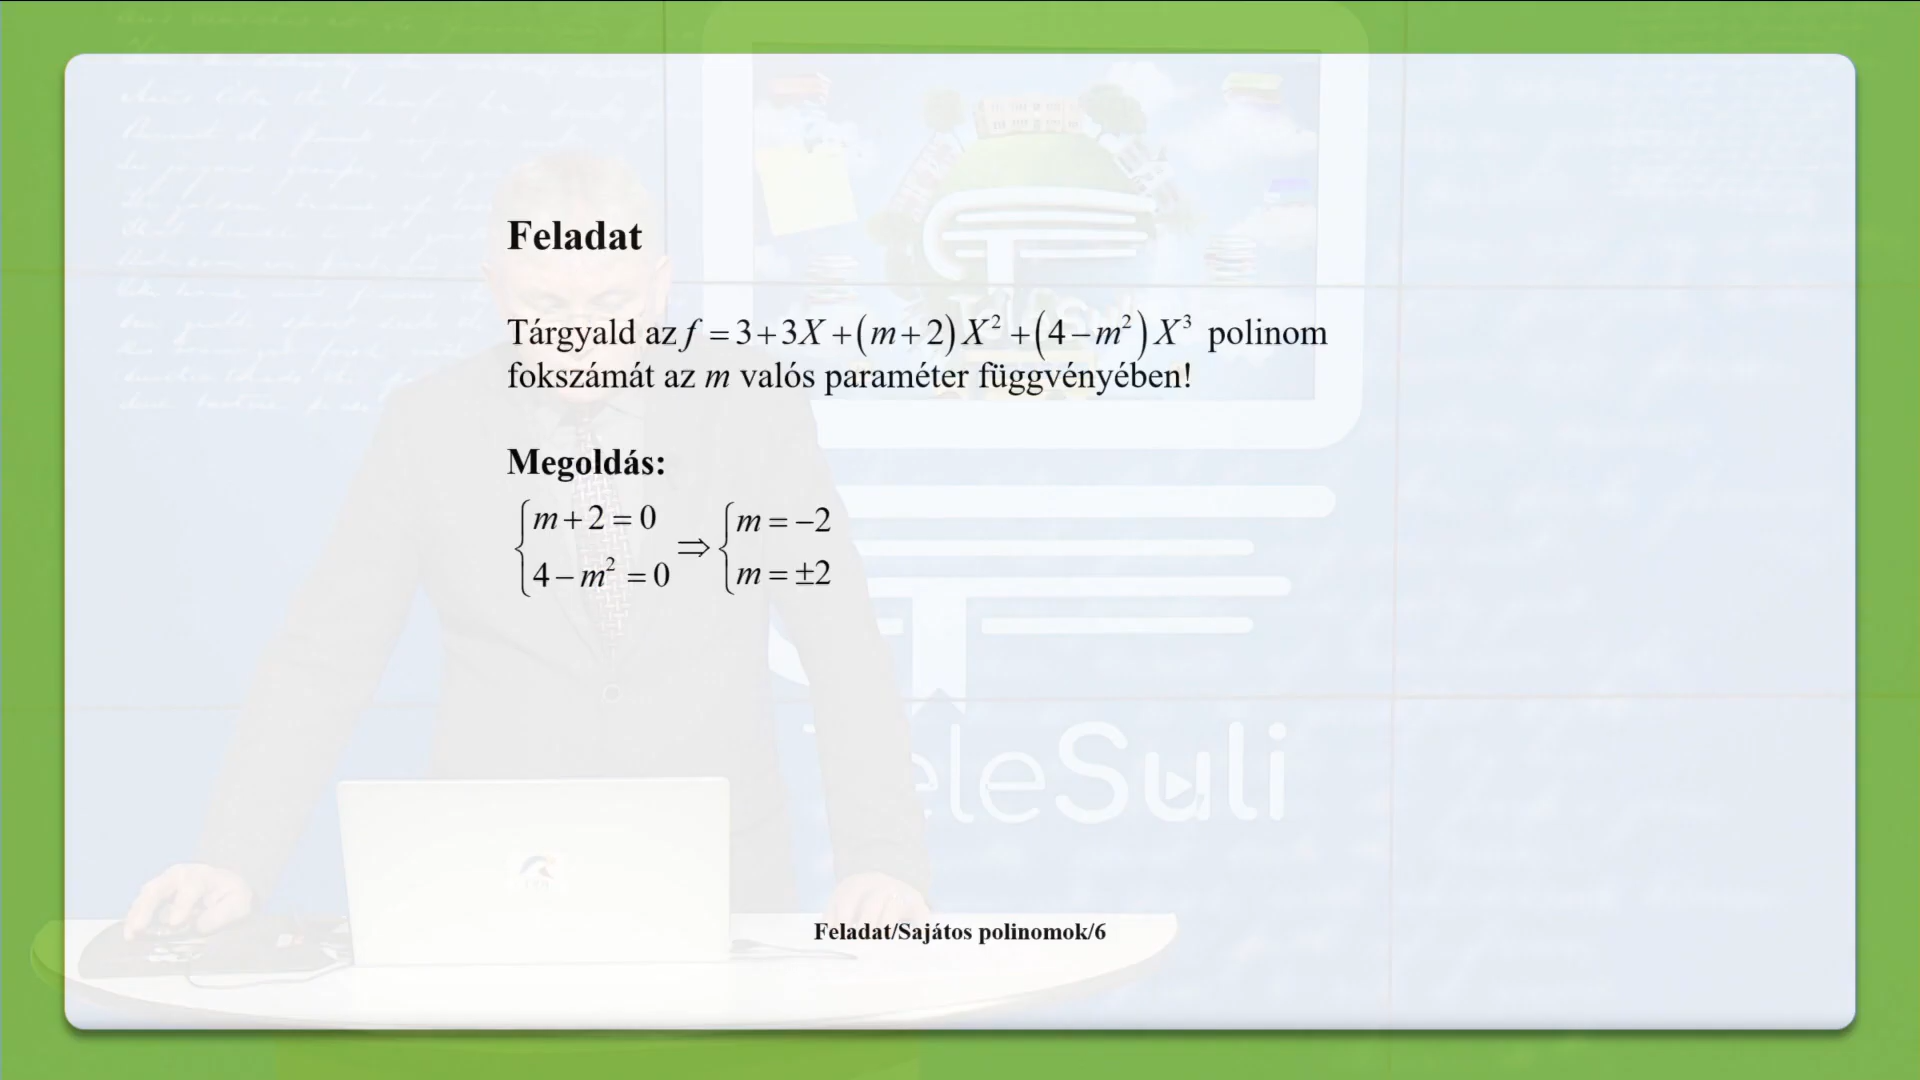 Feladat
Tárgyald az f = 3 + 3X + (m + 2) X² + (4 − m²) X³ polinom
fokszámát az m valós paraméter függvényében!
Megoldás:
{ m + 2 = 0 ⇒ { m = −2
{ 4 − m² = 0 { m = ±2
eleSuli
Feladat/Sajátos polinomok/6